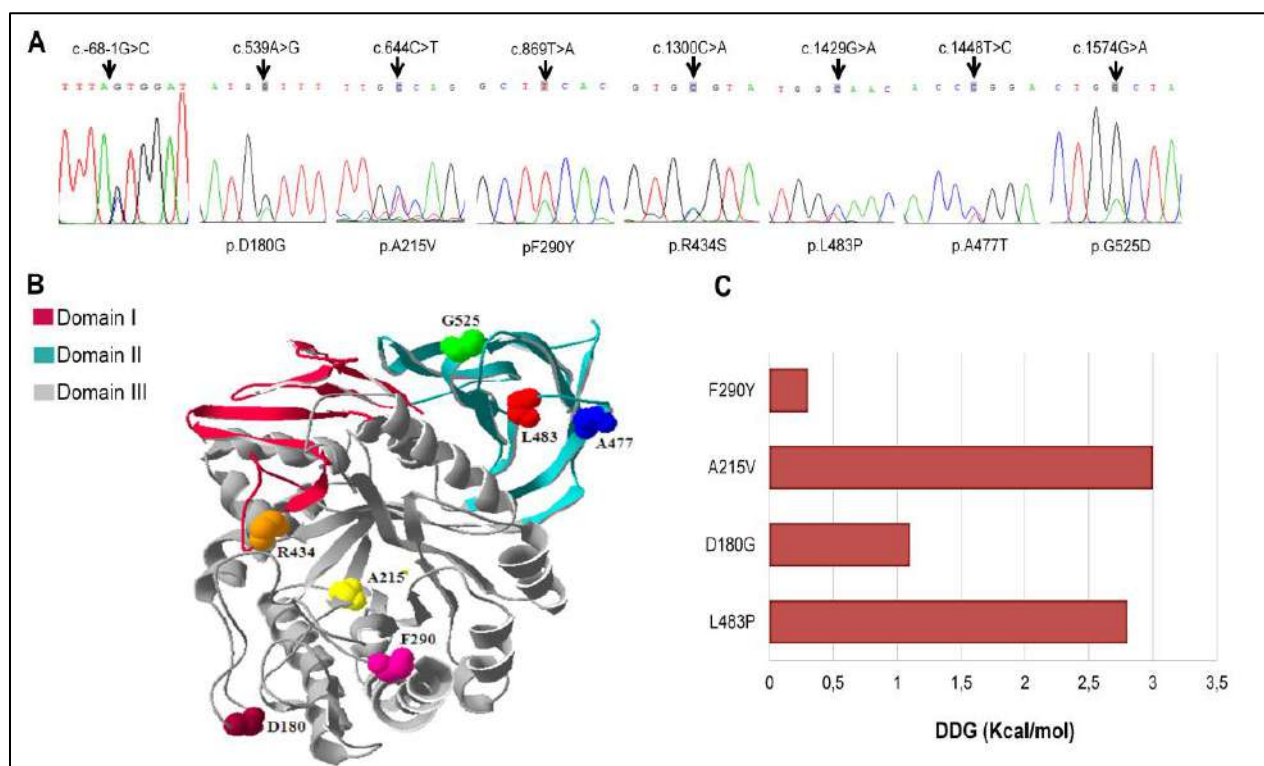 A
c.-68-1G>C c.539A>G c.644C>T c.869T>A c.1300C>A c.1429G>A c.1448T>C c.1574G>A
T T T A G T G G A T A T G G T T T T T G C C A G G C T T C A C G T G C G T A T G G C A A C A C C G G G A C T G G C T A
p.D180G p.A215V pF290Y p.R434S p.L483P p.A477T p.G525D
B
Domain I
Domain II
Domain III
G525
L483
A477
R434
A215
F290
D180
C
F290Y
A215V
D180G
L483P
0 0,5 1 1,5 2 2,5 3 3,5
DDG (Kcal/mol)